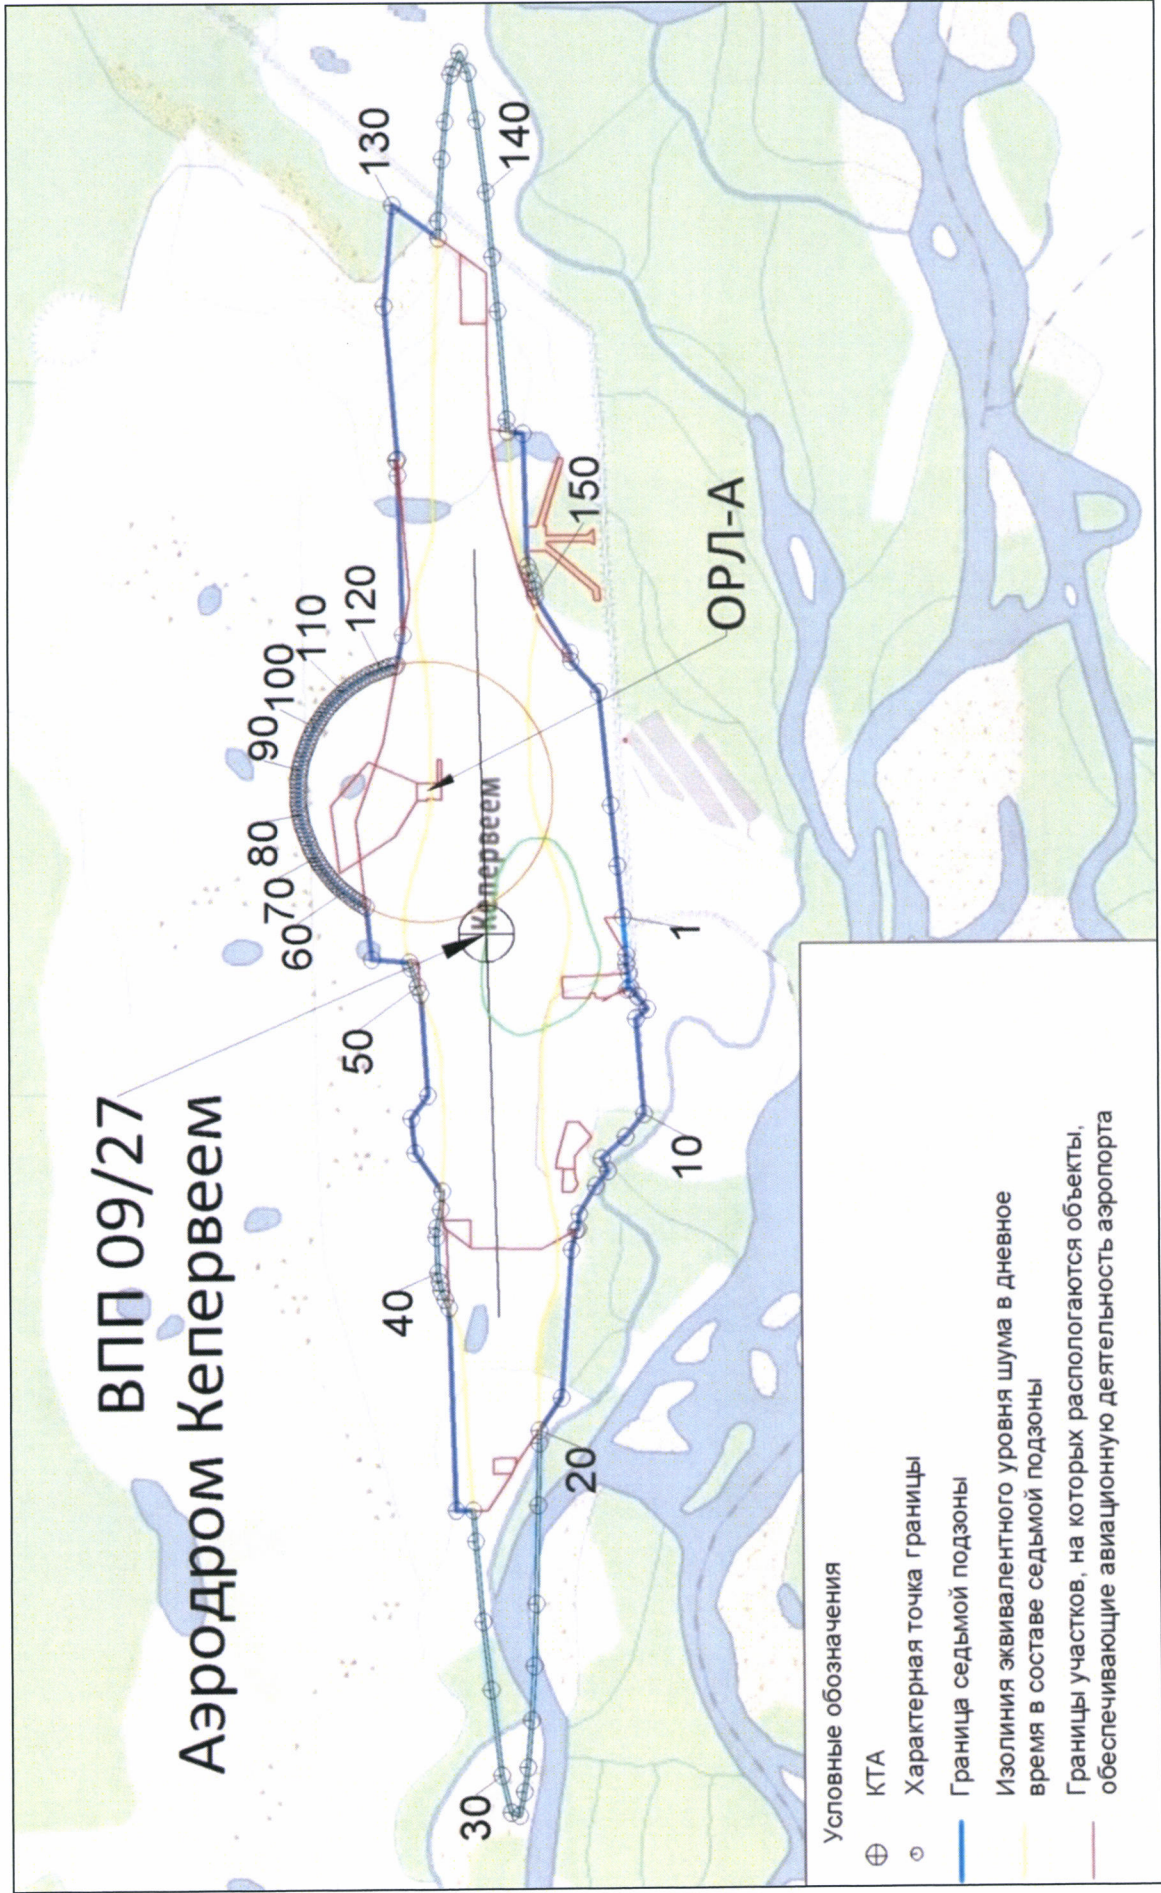 ВПП 09/27
Аэродром Кепервеем
30
40
50
60
70
80
90
100
110
120
130
140
150
ОРЛ-А
Кепервеем
1
10
20
Условные обозначения
КТА
Характерная точка границы
Граница седьмой подзоны
Изолиния эквивалентного уровня шума в дневное
время в составе седьмой подзоны
Границы участков, на которых распологаются объекты,
обеспечивающие авиационную деятельность аэропорта